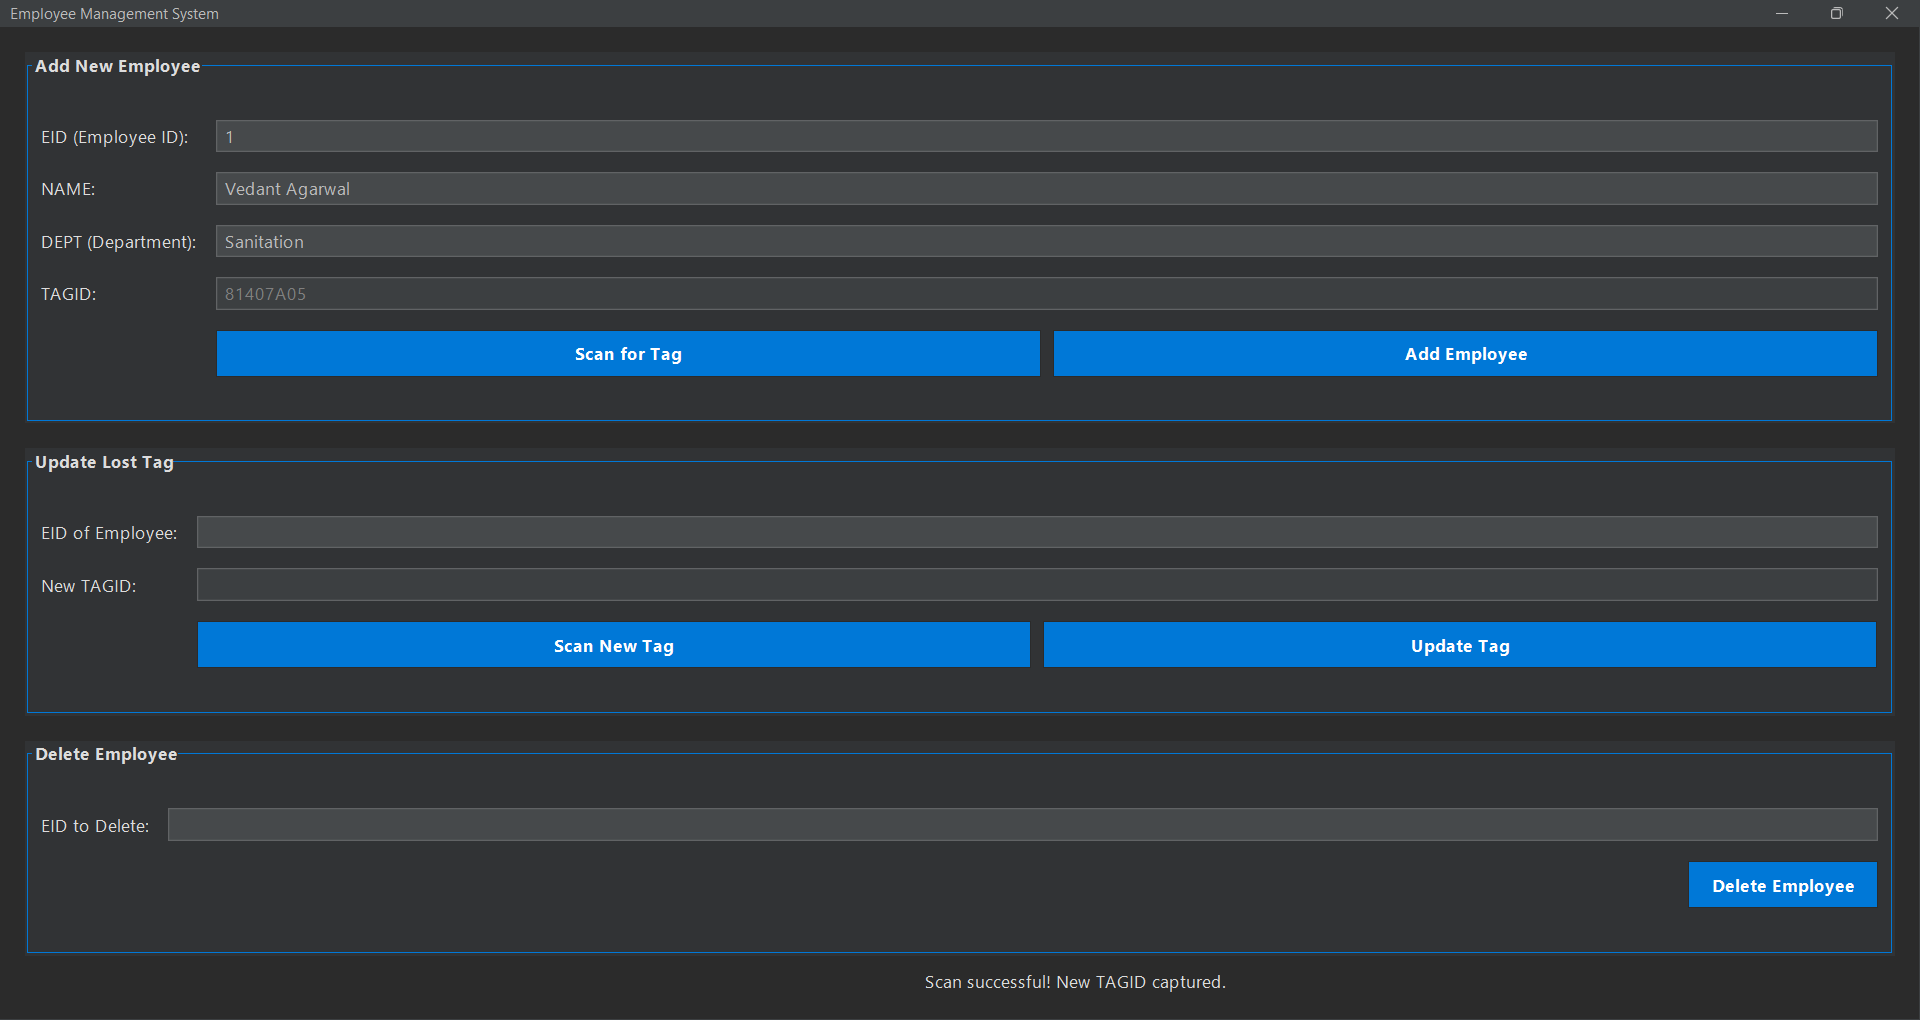 Employee Management System
Add New Employee
EID (Employee ID): 1
NAME: Vedant Agarwal
DEPT (Department): Sanitation
TAGID: 81407A05
Scan for Tag Add Employee
Update Lost Tag
EID of Employee:
New TAGID:
Scan New Tag Update Tag
Delete Employee
EID to Delete:
Delete Employee
Scan successful! New TAGID captured.